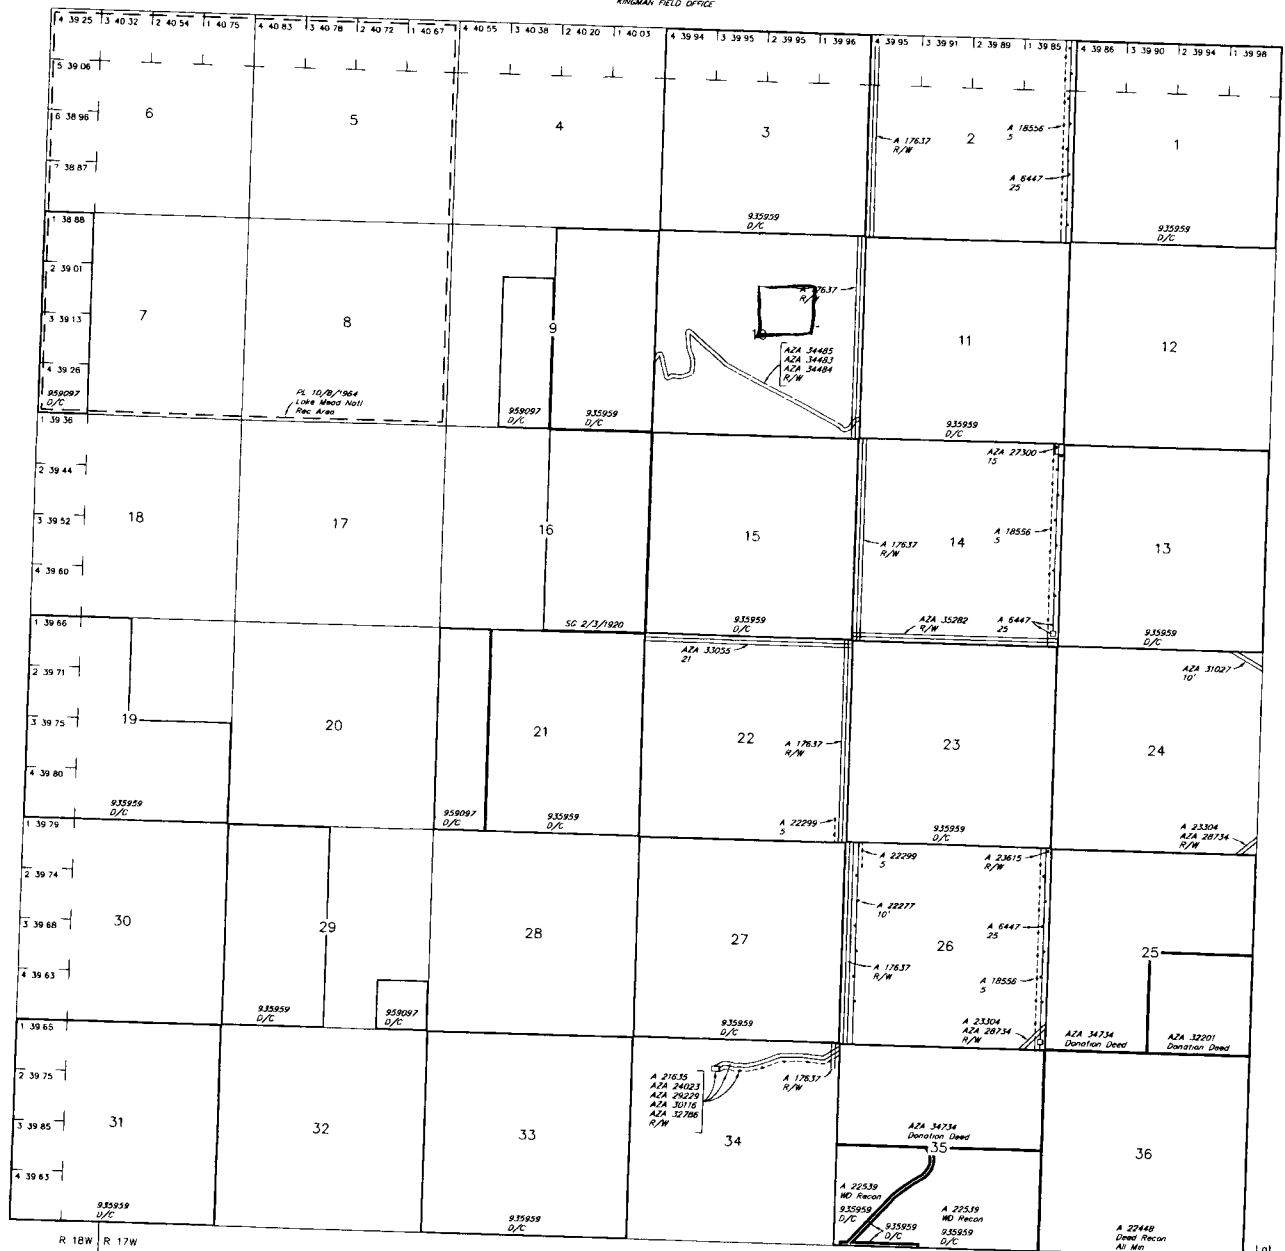 KINGMAN FIELD OFFICE
4 39 25 3 40 32 2 40 54 1 40 75 4 40 83 3 40 78 2 40 72 1 40 67 4 40 55 3 40 38 2 40 20 1 40 03 4 39 94 3 39 95 2 39 95 1 39 96 4 39 95 3 39 91 2 39 89 1 39 85 4 39 86 3 39 90 2 39 94 1 39 98
5 39 06
6 38 96
7 38 87
6
5
4
3
A 17637
R/W
2
A 18556
5
A 6447
25
1
935959
D/C
935959
D/C
1 38 88
2 39 01
3 39 13
4 39 26
959097
D/C
7
8
PL 10/8/1964
Lake Mead Natl
Rec Area
9
959097
D/C
935959
D/C
A 17637
R/W
10
AZA 34485
AZA 34483
AZA 34484
R/W
11
935959
D/C
12
1 39 36
2 39 44
3 39 52
4 39 60
18
17
16
SG 2/3/1920
15
935959
D/C
A 17637
R/W
14
AZA 27300
15
A 18556
5
AZA 35282
R/W
A 6447
25
13
935959
D/C
1 39 66
2 39 71
3 39 75
4 39 80
19
935959
D/C
20
959097
D/C
21
935959
D/C
AZA 33055
21
22
A 17637
R/W
A 22299
5
23
935959
D/C
AZA 31027
10'
24
A 23304
AZA 28734
R/W
1 39 79
2 39 74
3 39 68
4 39 63
30
29
935959
D/C
959097
D/C
28
27
935959
D/C
A 22299
5
A 22277
10'
A 17637
R/W
26
A 23615
R/W
A 6447
25
A 18556
5
A 23304
AZA 28734
R/W
25
AZA 34734
Donation Deed
AZA 32201
Donation Deed
1 39 65
2 39 75
3 39 85
4 39 63
31
935959
D/C
32
33
935959
D/C
A 21635
AZA 24023
AZA 29229
AZA 30116
AZA 32786
R/W
A 17637
R/W
34
AZA 34734
Donation Deed
35
A 22539
WD Recon
935959
D/C
935959
D/C
A 22539
WD Recon
935959
D/C
36
A 22448
Deed Recon
All Min
R 18W R 17W
Lat